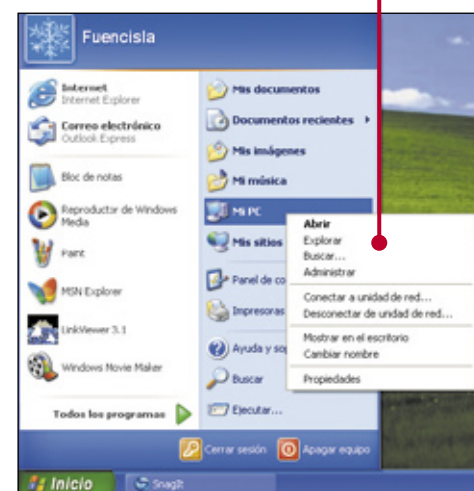 Fuencisla
Internet
Internet Explorer
Correo electrónico
Outlook Express
Bloc de notas
Reproductor de Windows
Media
Paint
MSN Explorer
LinkViewer 3.1
Windows Movie Maker
Todos los programas
Mis documentos
Documentos recientes
Mis imágenes
Mi música
Mi PC
Mis sitios
Panel de co
Impresoras
Ayuda y so
Buscar
Ejecutar...
Abrir
Explorar
Buscar...
Administrar
Conectar a unidad de red...
Desconectar de unidad de red...
Mostrar en el escritorio
Cambiar nombre
Propiedades
Cerrar sesión
Apagar equipo
Inicio
SnagIt